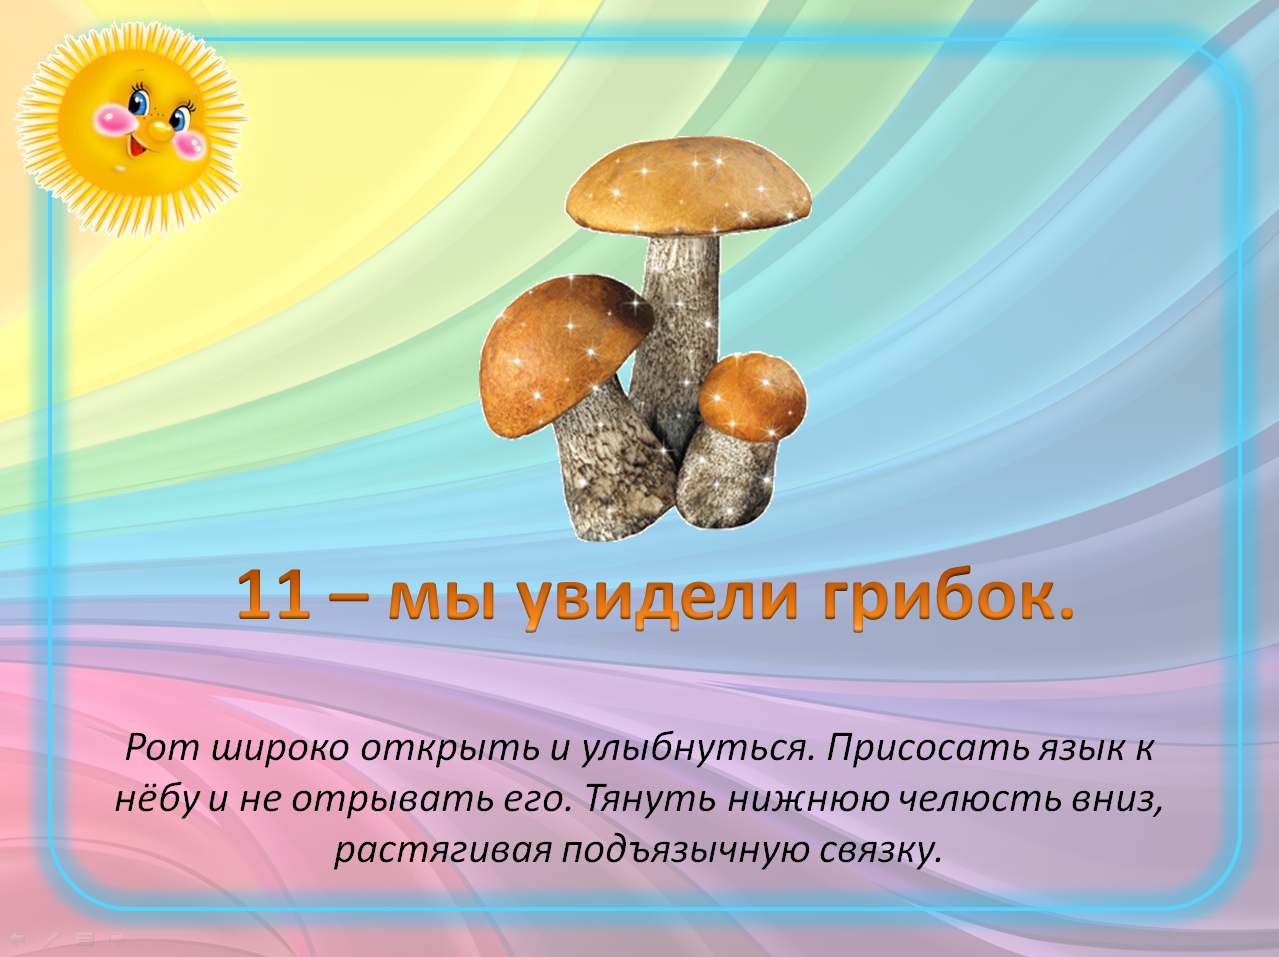 11 – мы увидели грибок.
Рот широко открыть и улыбнуться. Присосать язык к
нёбу и не отрывать его. Тянуть нижнюю челюсть вниз,
растягивая подъязычную связку.